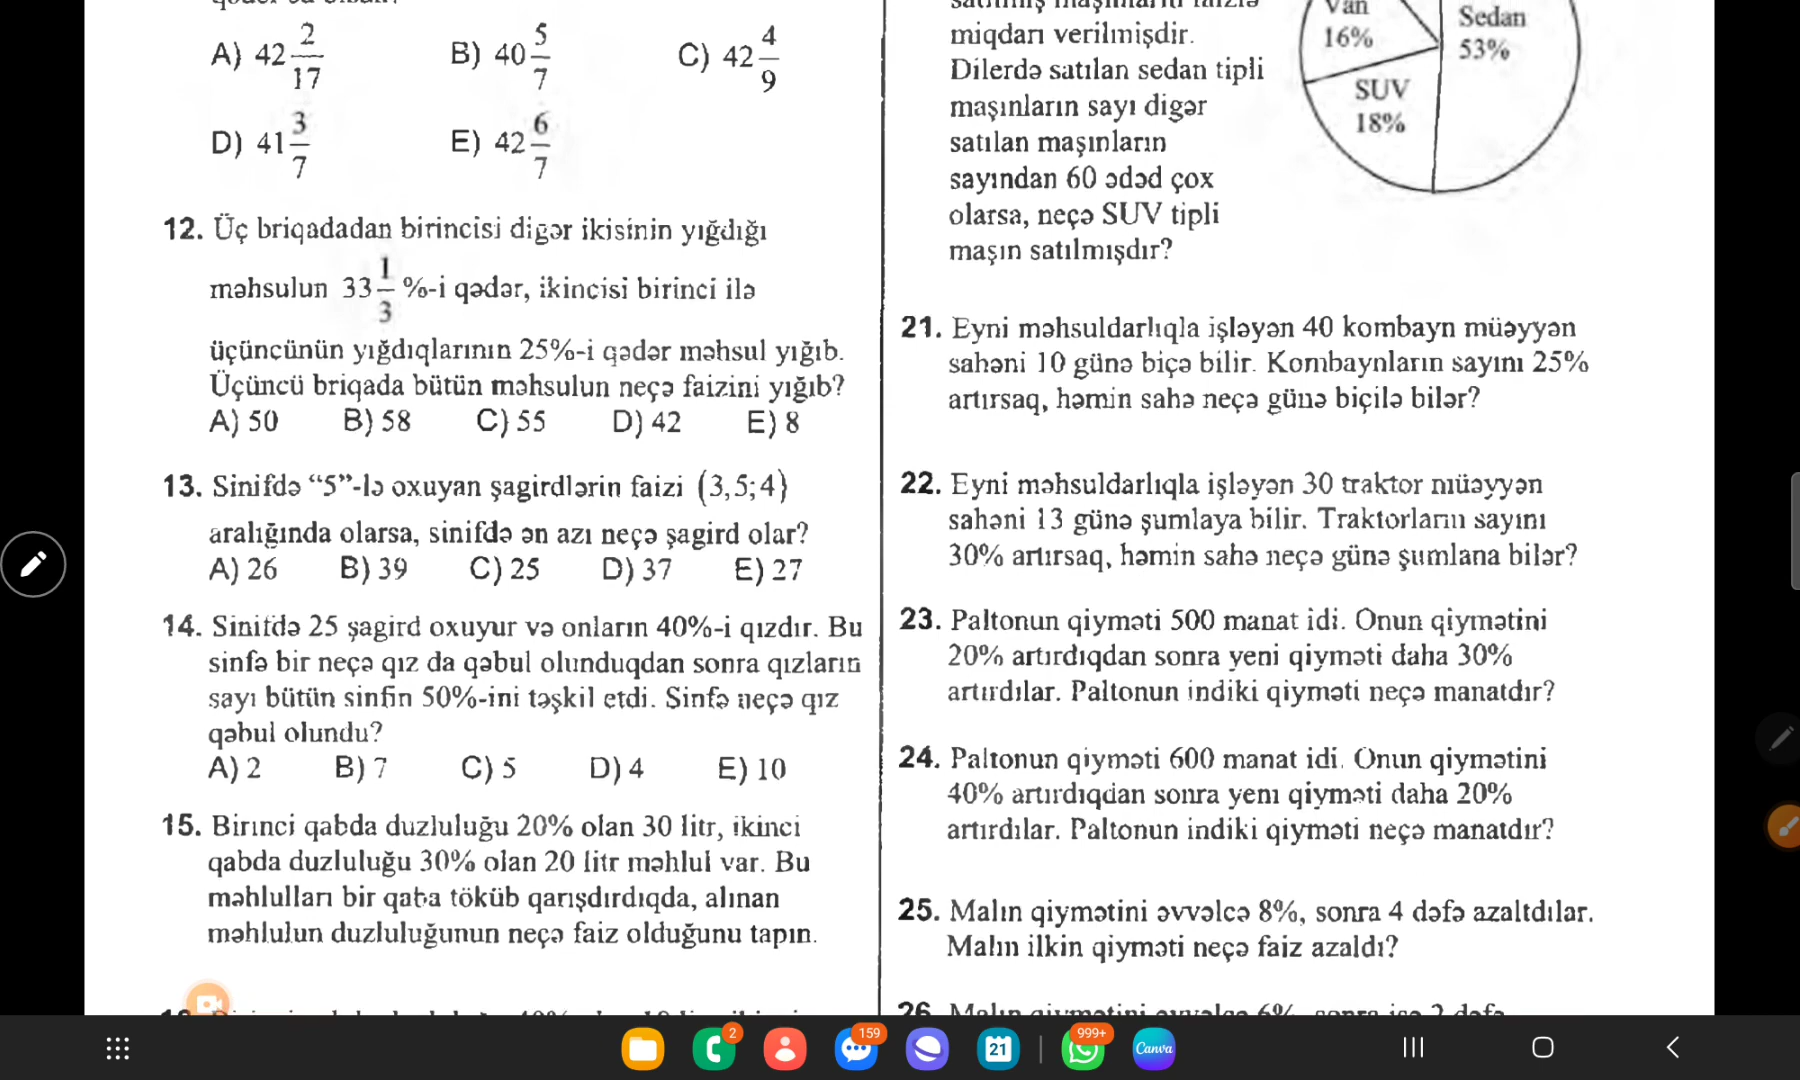 A) 42 2/17 B) 40 5/7 C) 42 4/9
D) 41 3/7 E) 42 6/7
12. Üç briqadadan birincisi digər ikisinin yığdığı
məhsulun 33 1/3 %-i qədər, ikincisi birinci ilə
üçüncünün yığdıqlarının 25%-i qədər məhsul yığıb.
Üçüncü briqada bütün məhsulun neçə faizini yığıb?
A) 50 B) 58 C) 55 D) 42 E) 8
13. Sinifdə “5”-lə oxuyan şagirdlərin faizi (3,5;4)
aralığında olarsa, sinifdə ən azı neçə şagird olar?
A) 26 B) 39 C) 25 D) 37 E) 27
14. Sinifdə 25 şagird oxuyur və onların 40%-i qızdır. Bu
sinfə bir neçə qız da qəbul olunduqdan sonra qızların
sayı bütün sinfin 50%-ini təşkil etdi. Sinfə neçə qız
qəbul olundu?
A) 2 B) 7 C) 5 D) 4 E) 10
15. Birinci qabda duzluluğu 20% olan 30 litr, ikinci
qabda duzluluğu 30% olan 20 litr məhlul var. Bu
məhlulları bir qaba töküb qarışdırdıqda, alınan
məhlulun duzluluğunun neçə faiz olduğunu tapın.
satılmış maşınların faizlə
miqdarı verilmişdir.
Dilerdə satılan sedan tipli
maşınların sayı digər
satılan maşınların
sayından 60 ədəd çox
olarsa, neçə SUV tipli
maşın satılmışdır?
Van
16%
Sedan
53%
SUV
18%
21. Eyni məhsuldarlıqla işləyən 40 kombayn müəyyən
sahəni 10 günə biçə bilir. Kombaynların sayını 25%
artırsaq, həmin sahə neçə günə biçilə bilər?
22. Eyni məhsuldarlıqla işləyən 30 traktor müəyyən
sahəni 13 günə şumlaya bilir. Traktorların sayını
30% artırsaq, həmin sahə neçə günə şumlana bilər?
23. Paltonun qiyməti 500 manat idi. Onun qiymətini
20% artırdıqdan sonra yeni qiyməti daha 30%
artırdılar. Paltonun indiki qiyməti neçə manatdır?
24. Paltonun qiyməti 600 manat idi. Onun qiymətini
40% artırdıqdan sonra yeni qiyməti daha 20%
artırdılar. Paltonun indiki qiyməti neçə manatdır?
25. Malın qiymətini əvvəlcə 8%, sonra 4 dəfə azaltdılar.
Malın ilkin qiyməti neçə faiz azaldı?
26. Malın qiymətini əvvəlcə 6%, sonra isə 2 dəfə
2
159
21
999+
Canva